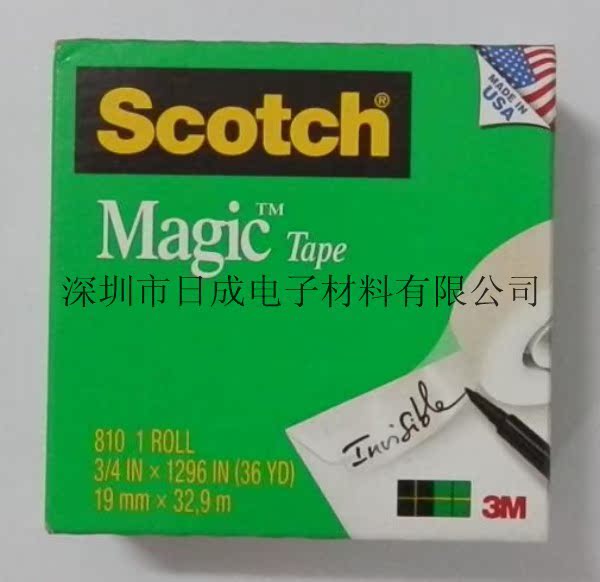 MADE IN
USA
Scotch®
Magic™ Tape
深圳市日成电子材料有限公司
Invisible
810 1 ROLL
3/4 IN × 1296 IN (36 YD)
19 mm × 32,9 m
3M